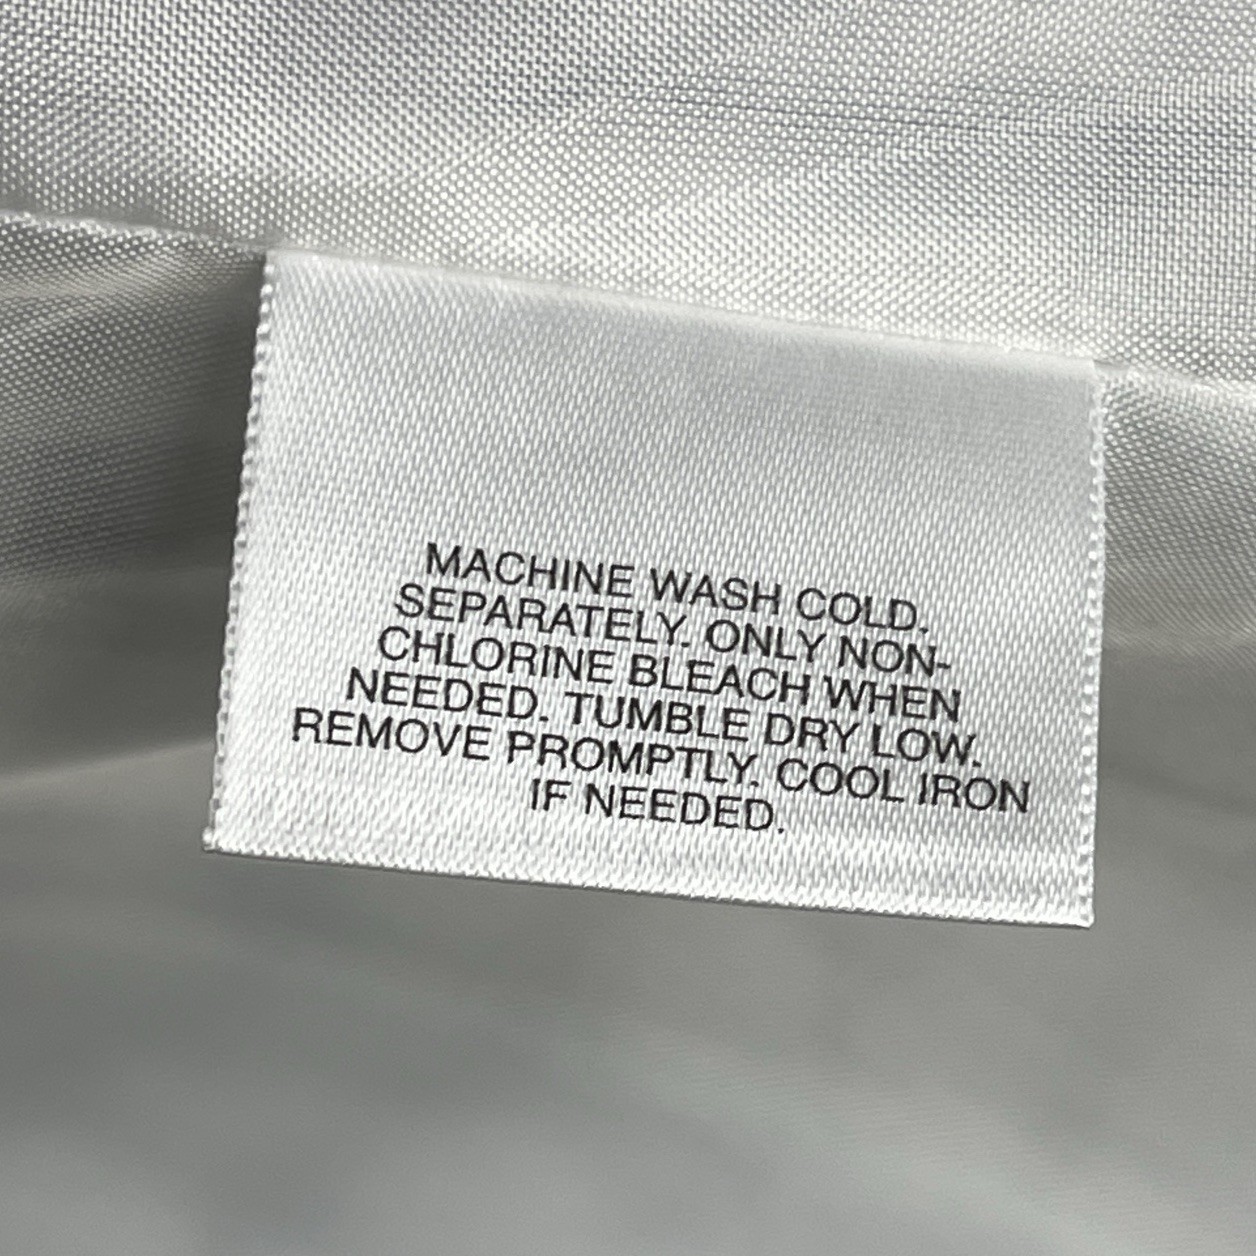 MACHINE WASH COLD.
SEPARATELY. ONLY NON-
CHLORINE BLEACH WHEN
NEEDED. TUMBLE DRY LOW.
REMOVE PROMPTLY. COOL IRON
IF NEEDED.